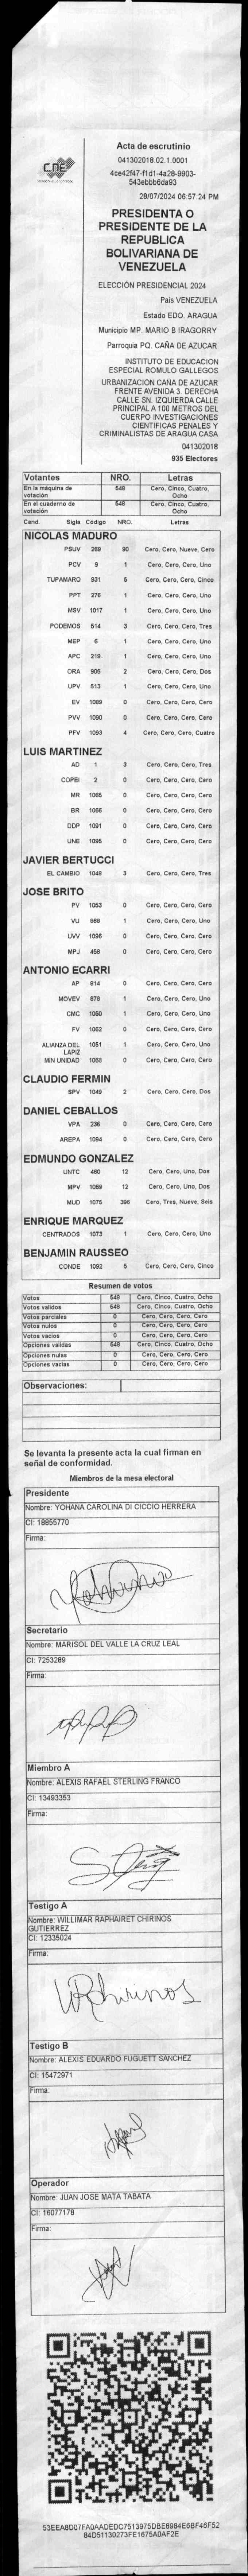 CNE
Acta de escrutinio
041302018.02.1.0001
4ce42f47-f1d1-4a28-9903-
543ebbb6da93
28/07/2024 06:57:24 PM
PRESIDENTA O
PRESIDENTE DE LA
REPUBLICA
BOLIVARIANA DE
VENEZUELA
ELECCIÓN PRESIDENCIAL 2024
Pais VENEZUELA
Estado EDO. ARAGUA
Municipio MP. MARIO B IRAGORRY
Parroquia PQ. CAÑA DE AZUCAR
INSTITUTO DE EDUCACION
ESPECIAL ROMULO GALLEGOS
URBANIZACIÓN CAÑA DE AZUCAR
FRENTE AVENIDA 3. DERECHA
CALLE SN. IZQUIERDA CALLE
PRINCIPAL A 100 METROS DEL
CUERPO INVESTIGACIONES
CIENTIFICAS PENALES Y
CRIMINALISTAS DE ARAGUA CASA
041302018
935 Electores
Votantes NRO. Letras
En la máquina de votación 548 Cero, Cinco, Cuatro, Ocho
En el cuaderno de votación 548 Cero, Cinco, Cuatro, Ocho
Cand. Sigla Código NRO. Letras
NICOLAS MADURO
PSUV 269 90 Cero, Cero, Nueve, Cero
PCV 9 1 Cero, Cero, Cero, Uno
TUPAMARO 931 5 Cero, Cero, Cero, Cinco
PPT 276 1 Cero, Cero, Cero, Uno
MSV 1017 1 Cero, Cero, Cero, Uno
PODEMOS 514 3 Cero, Cero, Cero, Tres
MEP 6 1 Cero, Cero, Cero, Uno
APC 215 1 Cero, Cero, Cero, Uno
ORA 906 2 Cero, Cero, Cero, Dos
UPV 513 1 Cero, Cero, Cero, Uno
EV 1089 0 Cero, Cero, Cero, Cero
PVV 1090 0 Cero, Cero, Cero, Cero
PFV 1093 4 Cero, Cero, Cero, Cuatro
LUIS MARTINEZ
AD 1 3 Cero, Cero, Cero, Tres
COPEI 2 0 Cero, Cero, Cero, Cero
MR 1065 0 Cero, Cero, Cero, Cero
BR 1066 0 Cero, Cero, Cero, Cero
DDP 1091 0 Cero, Cero, Cero, Cero
UNE 1095 0 Cero, Cero, Cero, Cero
JAVIER BERTUCCI
EL CAMBIO 1048 3 Cero, Cero, Cero, Tres
JOSE BRITO
PV 1053 0 Cero, Cero, Cero, Cero
VU 988 1 Cero, Cero, Cero, Uno
UVV 1096 0 Cero, Cero, Cero, Cero
MPJ 458 0 Cero, Cero, Cero, Cero
ANTONIO ECARRI
AP 914 0 Cero, Cero, Cero, Cero
MOVEV 878 1 Cero, Cero, Cero, Uno
CMC 1050 1 Cero, Cero, Cero, Uno
FV 1062 0 Cero, Cero, Cero, Cero
ALIANZA DEL LAPIZ 1051 1 Cero, Cero, Cero, Uno
MIN UNIDAD 1088 0 Cero, Cero, Cero, Cero
CLAUDIO FERMIN
SPV 1049 2 Cero, Cero, Cero, Dos
DANIEL CEBALLOS
VPA 236 0 Cero, Cero, Cero, Cero
AREPA 1094 0 Cero, Cero, Cero, Cero
EDMUNDO GONZALEZ
UNTC 460 12 Cero, Cero, Uno, Dos
MPV 1069 12 Cero, Cero, Uno, Dos
MUD 1075 396 Cero, Tres, Nueve, Seis
ENRIQUE MARQUEZ
CENTRADOS 1073 1 Cero, Cero, Cero, Uno
BENJAMIN RAUSSEO
CONDE 1092 5 Cero, Cero, Cero, Cinco
Resumen de votos
Votos 548 Cero, Cinco, Cuatro, Ocho
Votos validos 548 Cero, Cinco, Cuatro, Ocho
Votos parciales 0 Cero, Cero, Cero, Cero
Votos nulos 0 Cero, Cero, Cero, Cero
Votos vacios 0 Cero, Cero, Cero, Cero
Opciones validas 548 Cero, Cinco, Cuatro, Ocho
Opciones nulas 0 Cero, Cero, Cero, Cero
Opciones vacias 0 Cero, Cero, Cero, Cero
Observaciones:
Se levanta la presente acta la cual firman en
señal de conformidad.
Miembros de la mesa electoral
Presidente
Nombre: YOHANA CAROLINA DI CICCIO HERRERA
CI: 18855770
Firma:
Secretario
Nombre: MARISOL DEL VALLE LA CRUZ LEAL
CI: 7253289
Firma:
Miembro A
Nombre: ALEXIS RAFAEL STERLING FRANCO
CI: 13493353
Firma:
Testigo A
Nombre: WILLIMAR RAPHAIRET CHIRINOS
GUTIERREZ
CI: 12335024
Firma:
Testigo B
Nombre: ALEXIS EDUARDO FUGUETT SANCHEZ
CI: 15472971
Firma:
Operador
Nombre: JUAN JOSE MATA TABATA
CI: 16077178
Firma:
53EEA8D07FA0AADEDC7513975DBE8984E6BF46F52
84D51130273FE1675A0AF2E